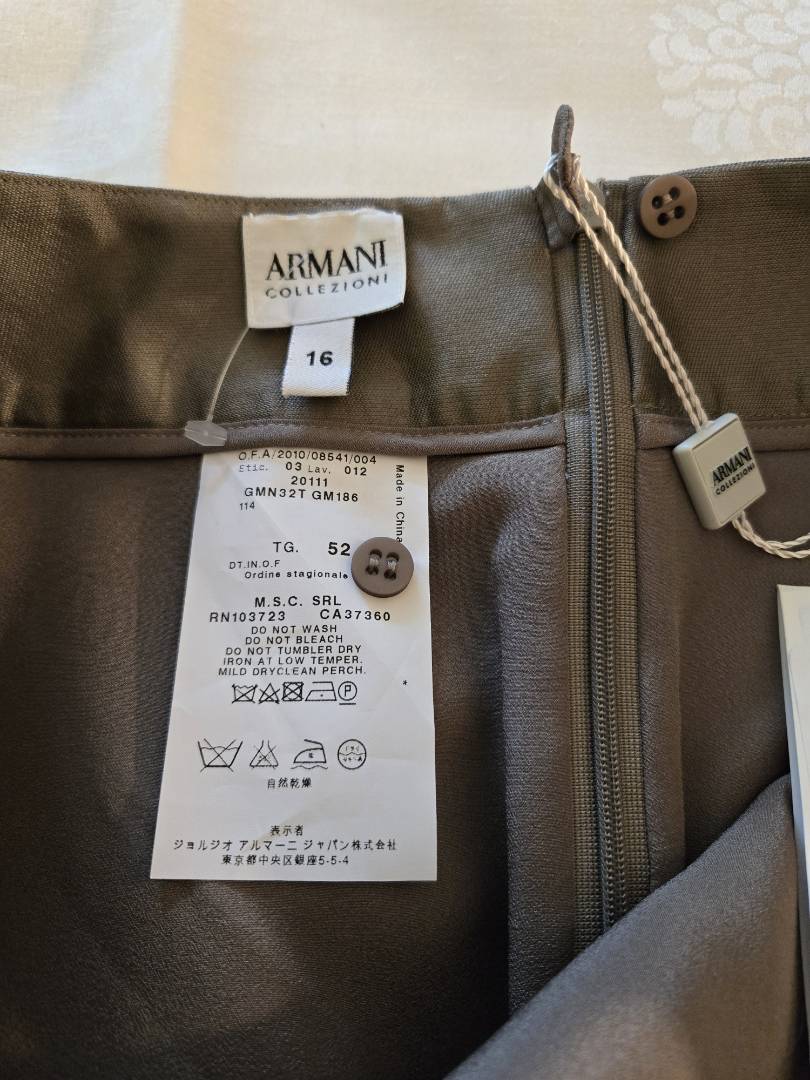 ARMANI
COLLEZIONI
16
O.F.A/2010/08541/004
Etic. 03 Lav. 012
20111
GMN32T GM186
114
Made in China
TG. 52
DT.IN.O.F
Ordine stagionale
M.S.C. SRL
RN103723 CA37360
DO NOT WASH
DO NOT BLEACH
DO NOT TUMBLER DRY
IRON AT LOW TEMPER.
MILD DRYCLEAN PERCH.
P
*
自然乾燥
表示者
ジョルジオ アルマーニ ジャパン株式会社
東京都中央区銀座5-5-4
ARMANI
COLLEZIONI